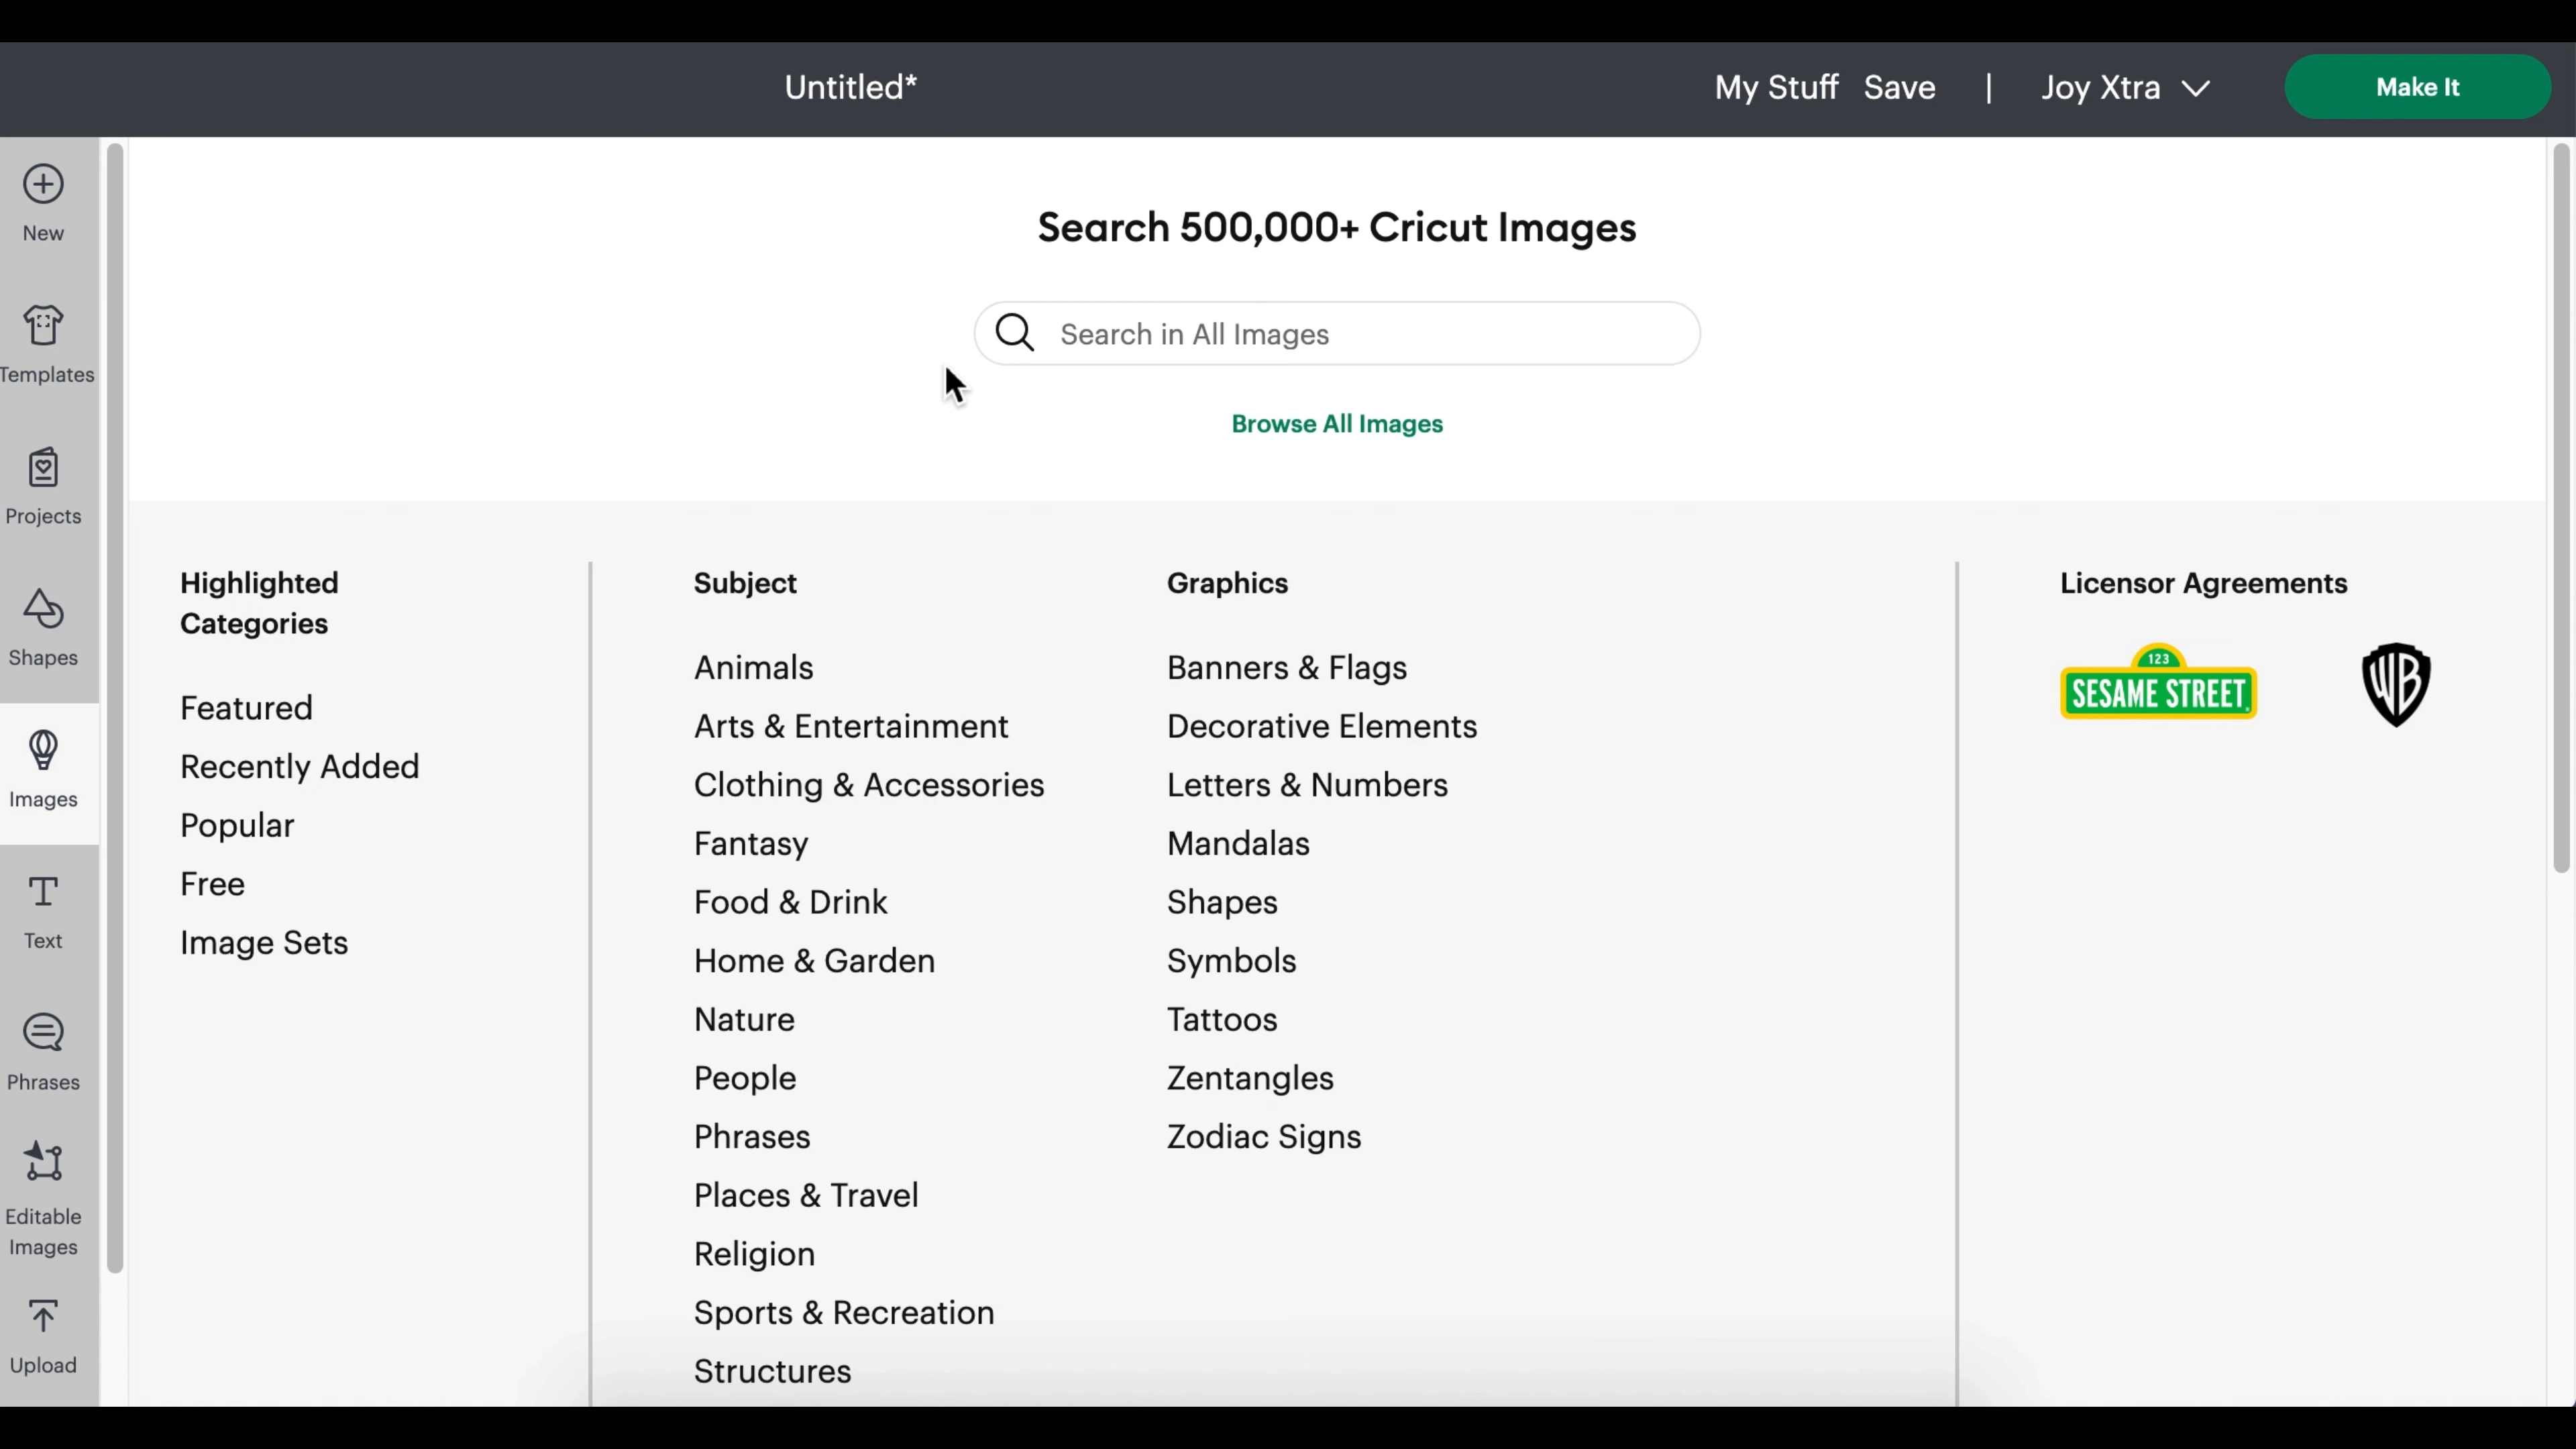 Untitled*
My Stuff Save | Joy Xtra Make It
New
Templates
Projects
Shapes
Images
Text
Phrases
Editable
Images
Upload
Search 500,000+ Cricut Images
Search in All Images
Browse All Images
Highlighted
Categories
Featured
Recently Added
Popular
Free
Image Sets
Subject
Animals
Arts & Entertainment
Clothing & Accessories
Fantasy
Food & Drink
Home & Garden
Nature
People
Phrases
Places & Travel
Religion
Sports & Recreation
Structures
Graphics
Banners & Flags
Decorative Elements
Letters & Numbers
Mandalas
Shapes
Symbols
Tattoos
Zentangles
Zodiac Signs
Licensor Agreements
123
SESAME STREET
WB